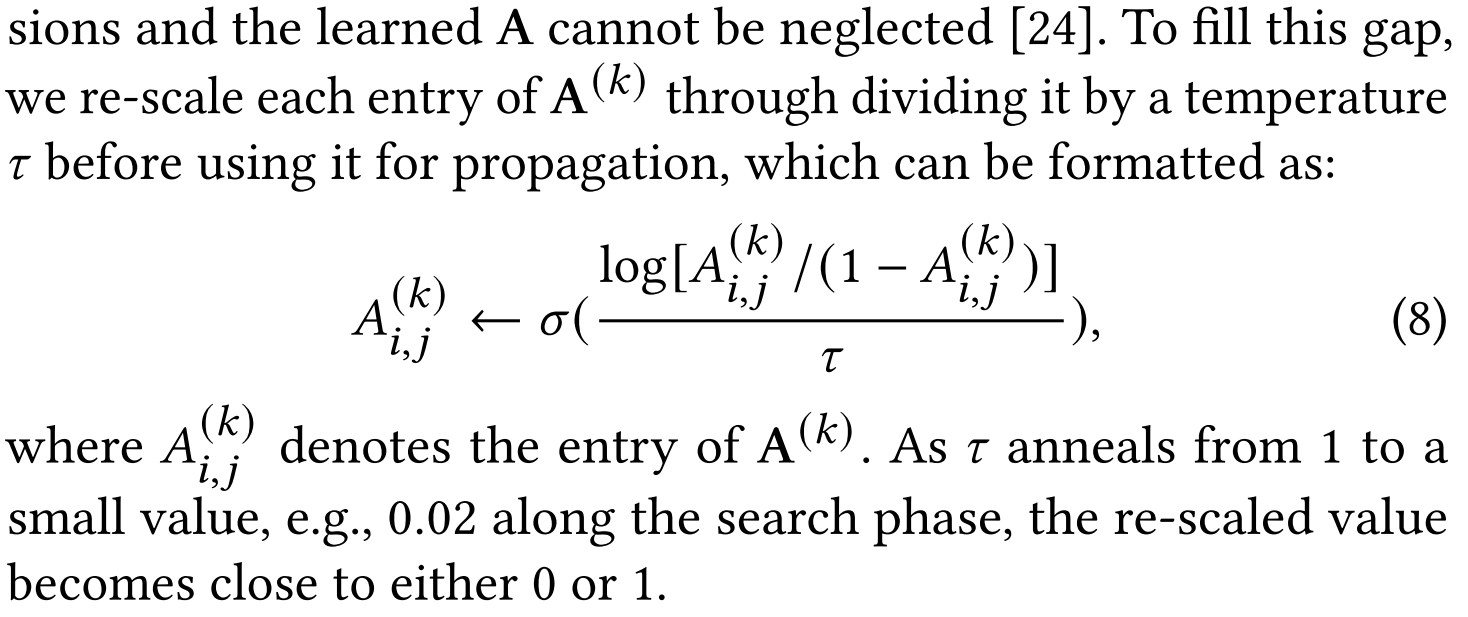 sions and the learned A cannot be neglected [24]. To fill this gap,
we re-scale each entry of A^(k) through dividing it by a temperature
τ before using it for propagation, which can be formatted as:
A_{i,j}^{(k)} ← σ( log[A_{i,j}^{(k)}/(1 − A_{i,j}^{(k)})] / τ ), (8)
where A_{i,j}^{(k)} denotes the entry of A^(k). As τ anneals from 1 to a
small value, e.g., 0.02 along the search phase, the re-scaled value
becomes close to either 0 or 1.